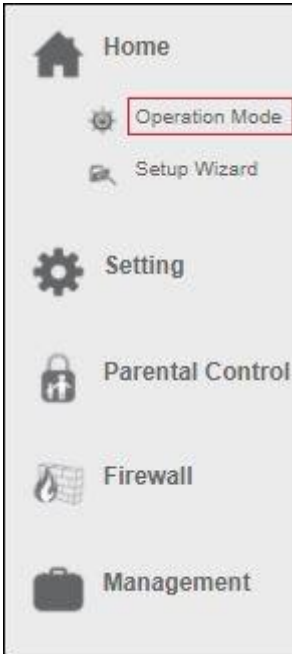 Home
Operation Mode
Setup Wizard
Setting
Parental Control
Firewall
Management